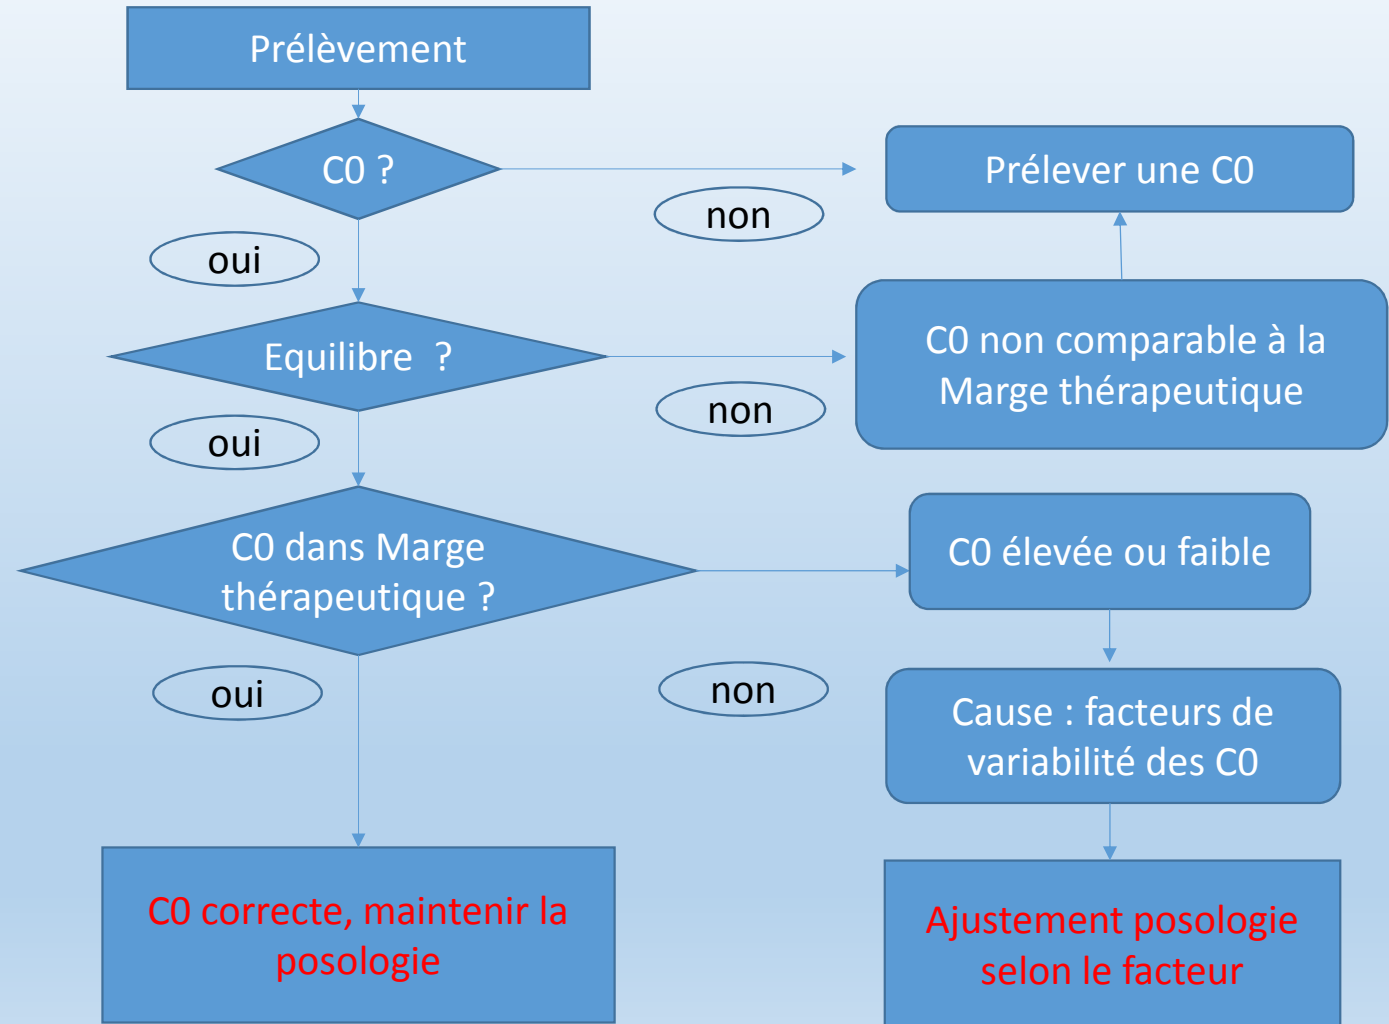 Prélèvement
C0 ?
non
Prélever une C0
oui
Equilibre  ?
non
C0 non comparable à la
Marge thérapeutique
oui
C0 dans Marge
thérapeutique ?
C0 élevée ou faible
oui
non
Cause : facteurs de
variabilité des C0
C0 correcte, maintenir la
posologie
Ajustement posologie
selon le facteur